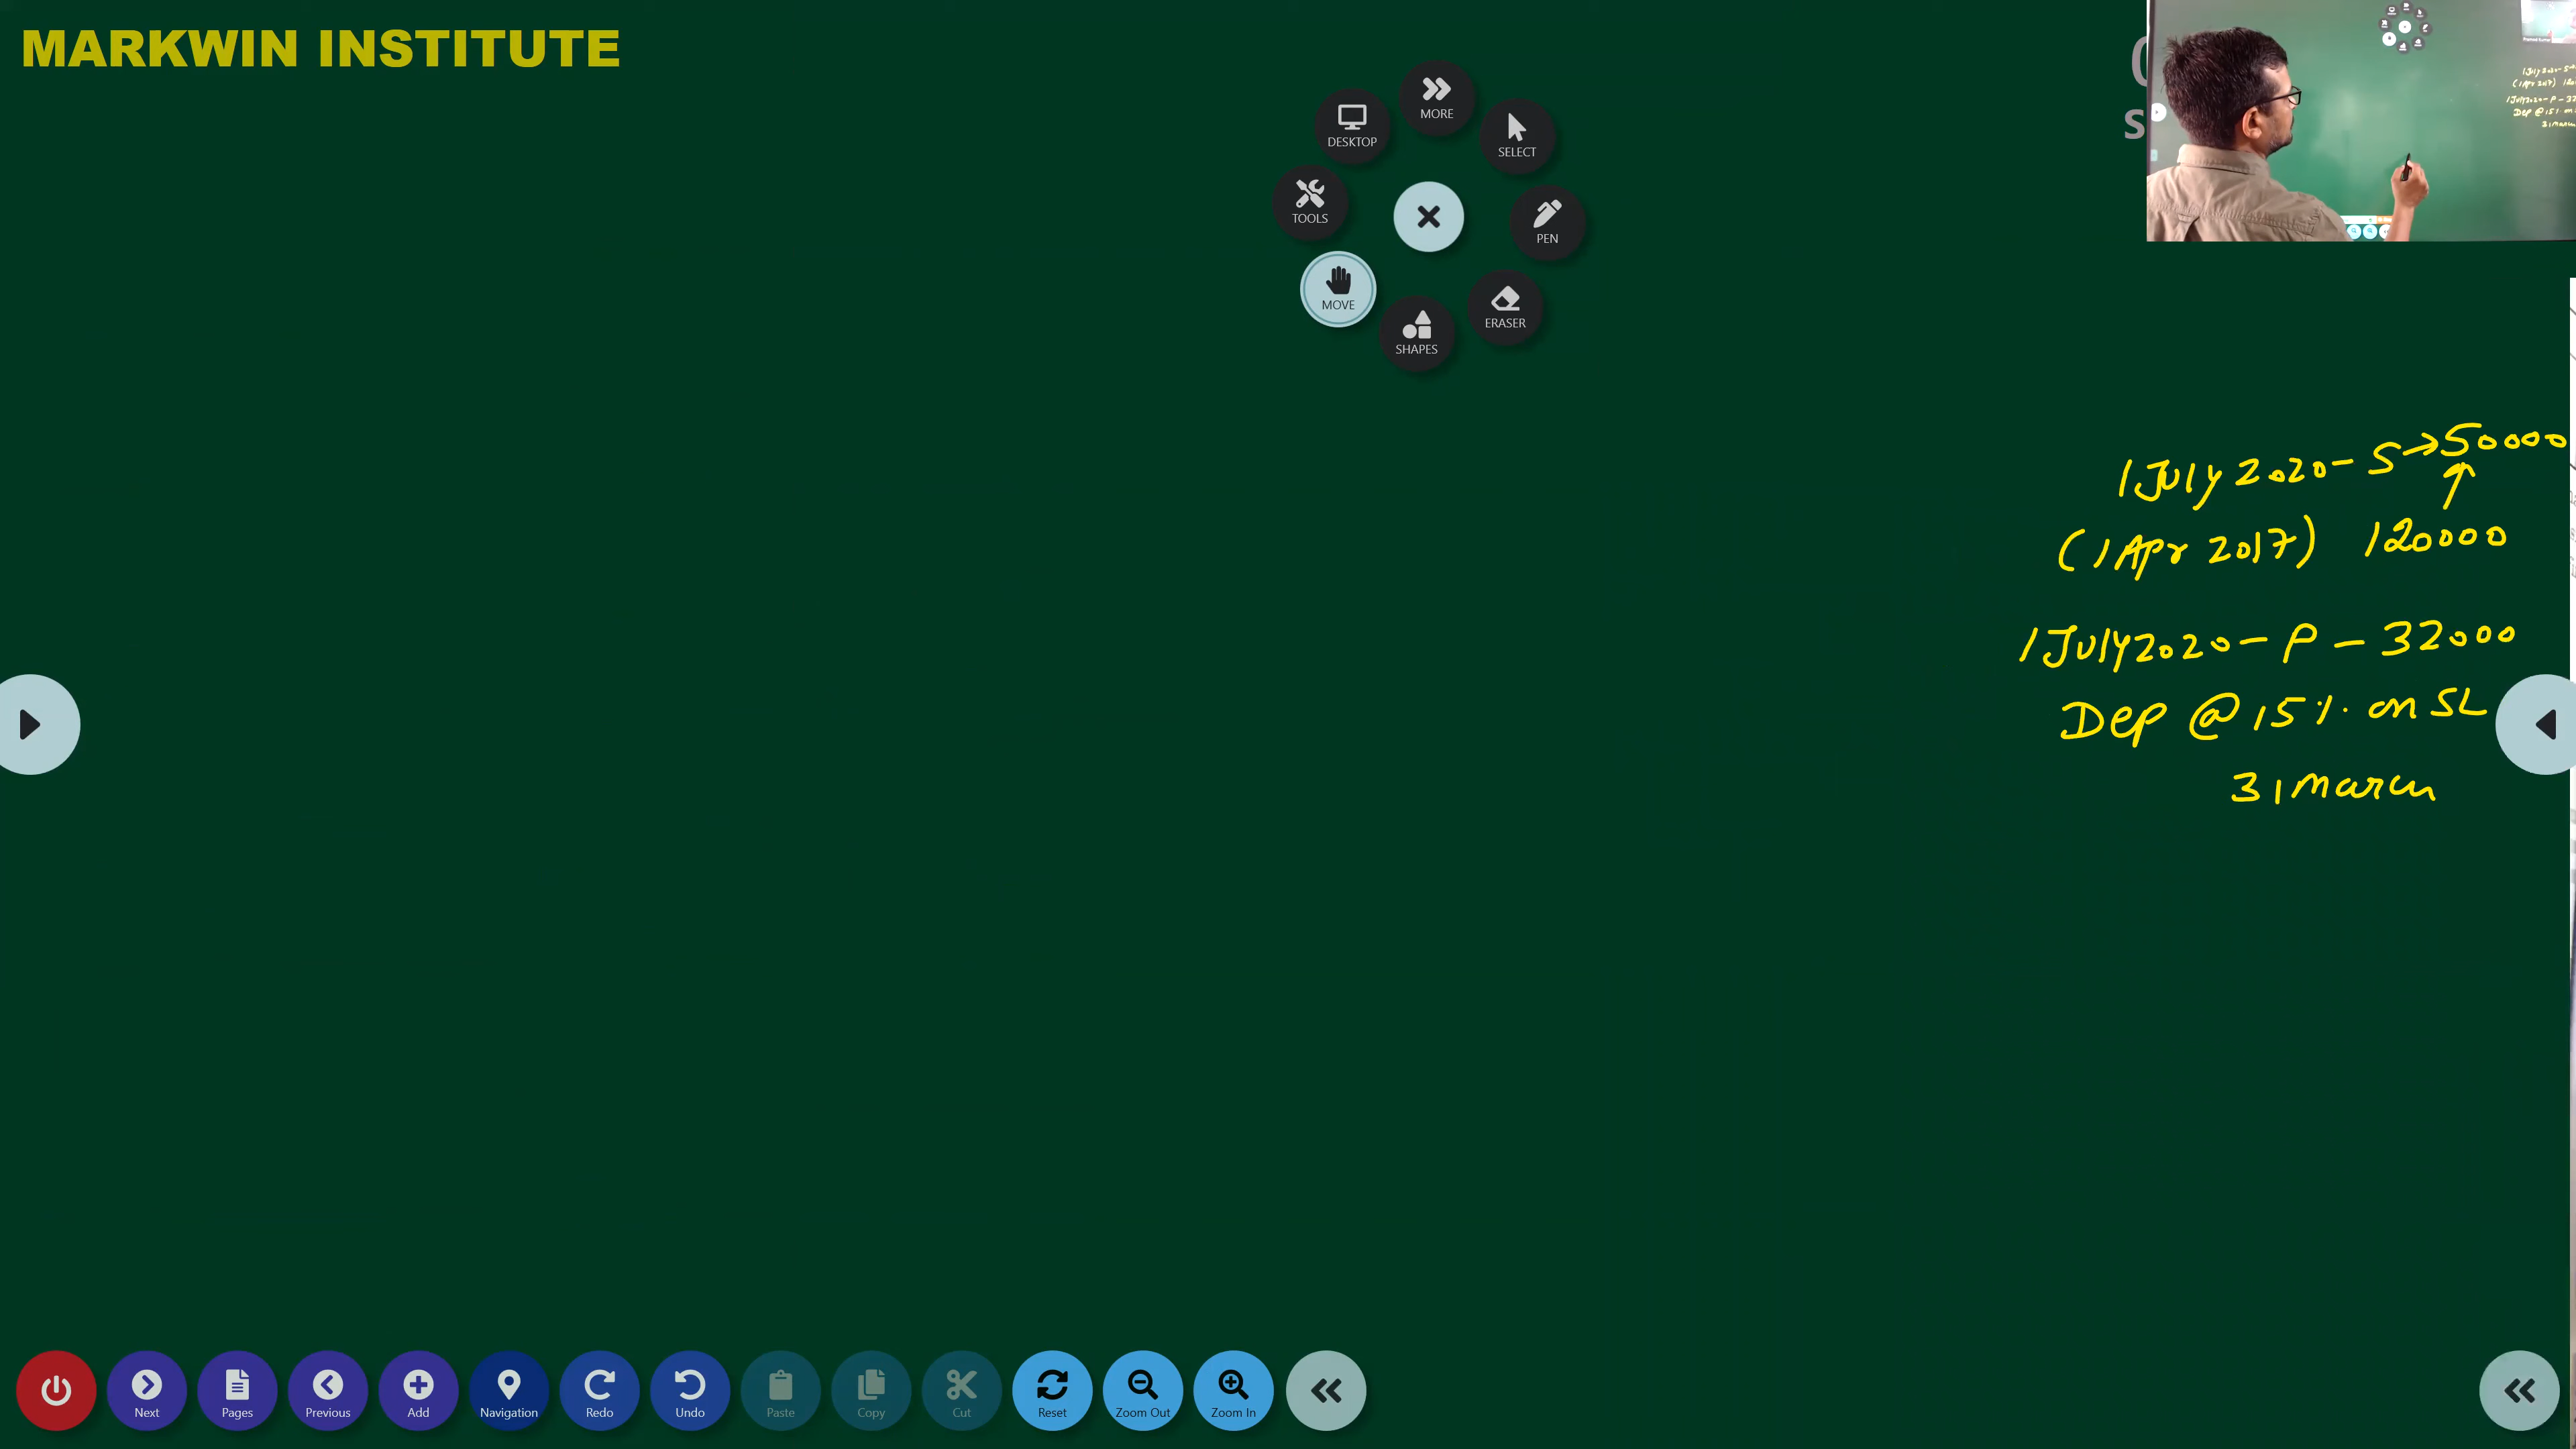 MARKWIN INSTITUTE
MORE
DESKTOP
SELECT
TOOLS
PEN
MOVE
ERASER
SHAPES
1 July 2020 - S → 50000
(1 Apr 2017) 120000
1 July 2020 - P - 32000
Dep @ 15%. on SL
31 March
Next
Pages
Previous
Add
Navigation
Redo
Undo
Paste
Copy
Cut
Reset
Zoom Out
Zoom In